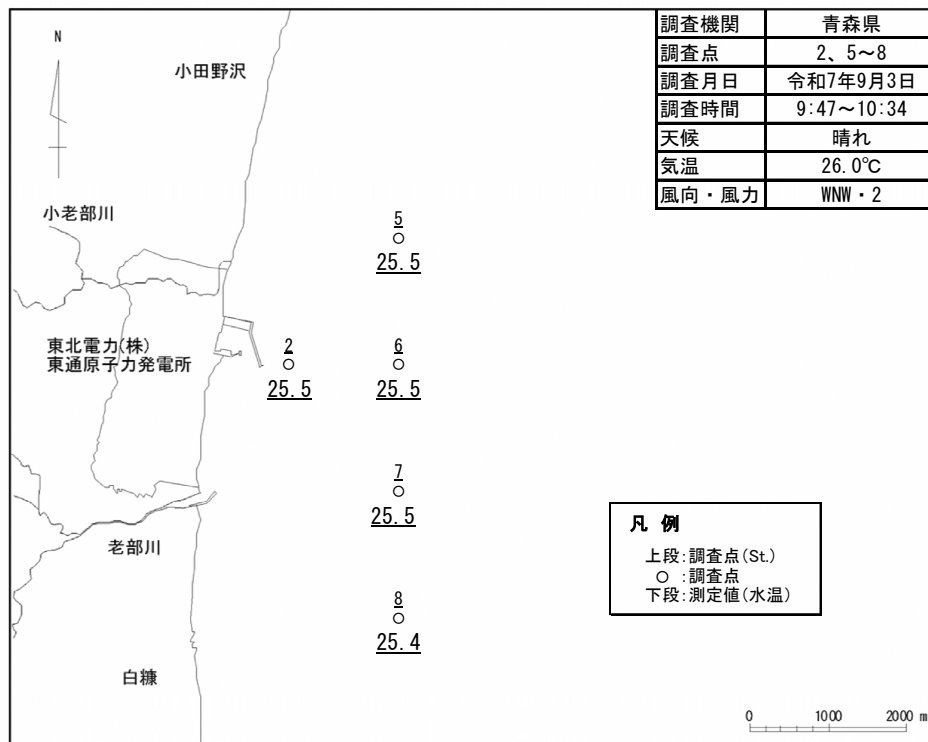 調査機関 青森県
調査点 2、5～8
調査月日 令和7年9月3日
調査時間 9:47～10:34
天候 晴れ
気温 26.0℃
風向・風力 WNW・2
N
小田野沢
小老部川
5
25.5
東北電力(株)
東通原子力発電所
2
25.5
6
25.5
7
25.5
老部川
8
25.4
白糠
凡 例
上段:調査点(St.)
○ :調査点
下段:測定値(水温)
0 1000 2000 m